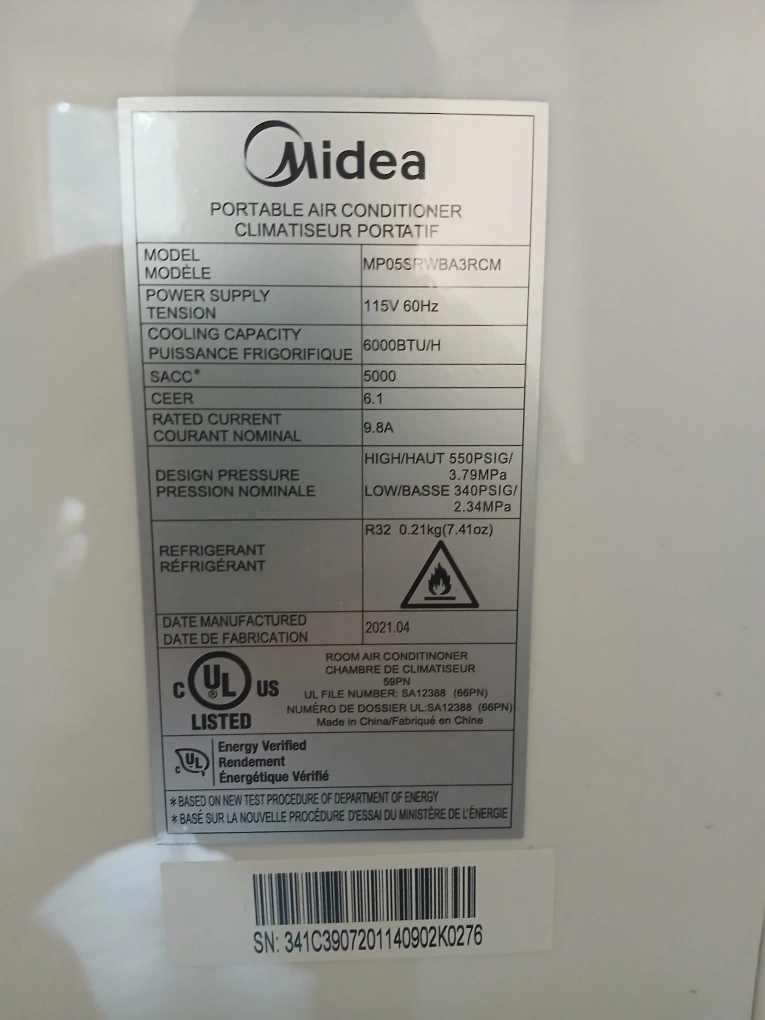 Midea
PORTABLE AIR CONDITIONER
CLIMATISEUR PORTATIF
MODEL
MODÈLE
MP05SRWBA3RCM
POWER SUPPLY
TENSION
115V 60Hz
COOLING CAPACITY
PUISSANCE FRIGORIFIQUE
6000BTU/H
SACC*
5000
CEER
6.1
RATED CURRENT
COURANT NOMINAL
9.8A
DESIGN PRESSURE
PRESSION NOMINALE
HIGH/HAUT 550PSIG/
3.79MPa
LOW/BASSE 340PSIG/
2.34MPa
REFRIGERANT
RÉFRIGÉRANT
R32 0.21kg(7.41oz)
DATE MANUFACTURED
DATE DE FABRICATION
2021.04
C UL ® US
LISTED
ROOM AIR CONDITINONER
CHAMBRE DE CLIMATISEUR
59PN
UL FILE NUMBER: SA12388 (66PN)
NUMÉRO DE DOSSIER UL:SA12388 (66PN)
Made in China/Fabriqué en Chine
c UL
Energy Verified
Rendement
Énergétique Vérifié
*BASED ON NEW TEST PROCEDURE OF DEPARTMENT OF ENERGY
*BASÉ SUR LA NOUVELLE PROCÉDURE D'ESSAI DU MINISTÈRE DE L'ÉNERGIE
SN: 341C3907201140902K0276